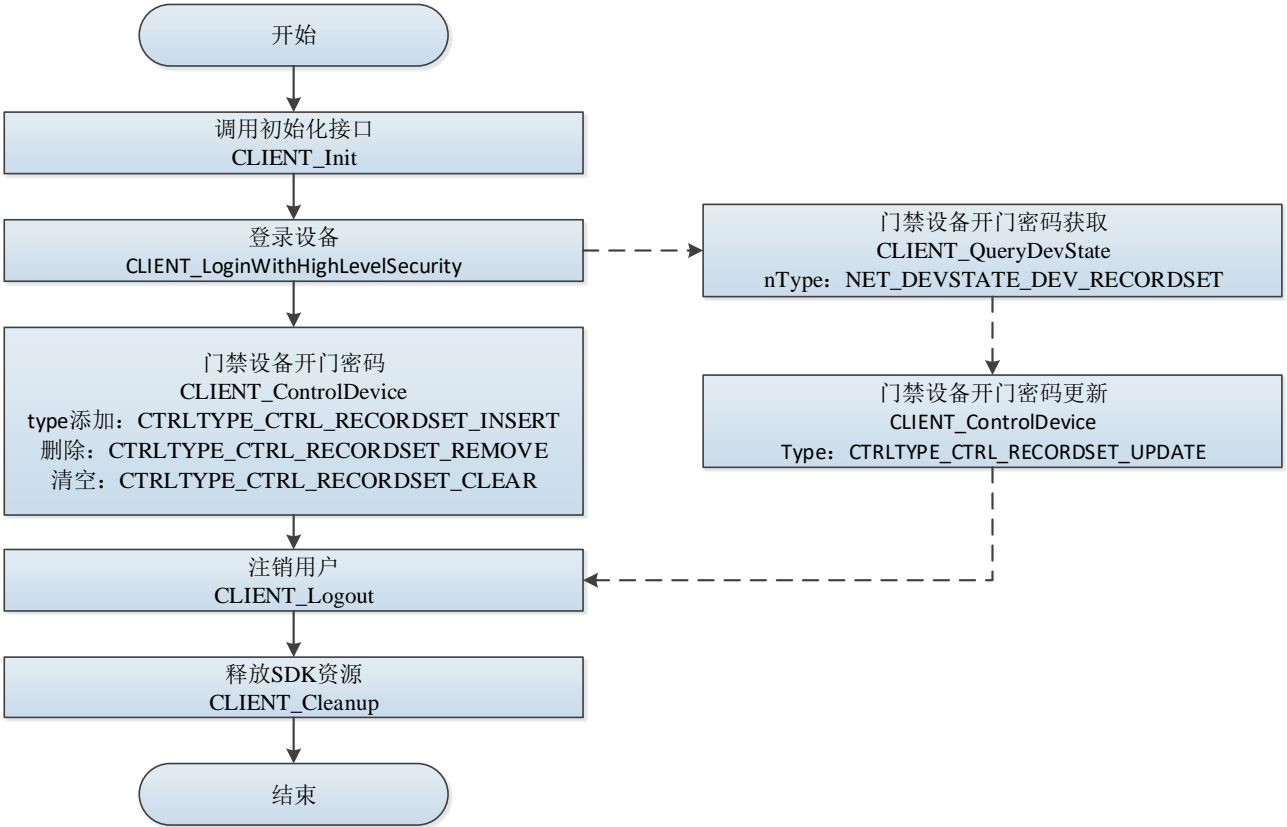 开始
调用初始化接口
CLIENT_Init
登录设备
CLIENT_LoginWithHighLevelSecurity
门禁设备开门密码获取
CLIENT_QueryDevState
nType：NET_DEVSTATE_DEV_RECORDSET
门禁设备开门密码
CLIENT_ControlDevice
type添加：CTRLTYPE_CTRL_RECORDSET_INSERT
删除：CTRLTYPE_CTRL_RECORDSET_REMOVE
清空：CTRLTYPE_CTRL_RECORDSET_CLEAR
门禁设备开门密码更新
CLIENT_ControlDevice
Type：CTRLTYPE_CTRL_RECORDSET_UPDATE
注销用户
CLIENT_Logout
释放SDK资源
CLIENT_Cleanup
结束